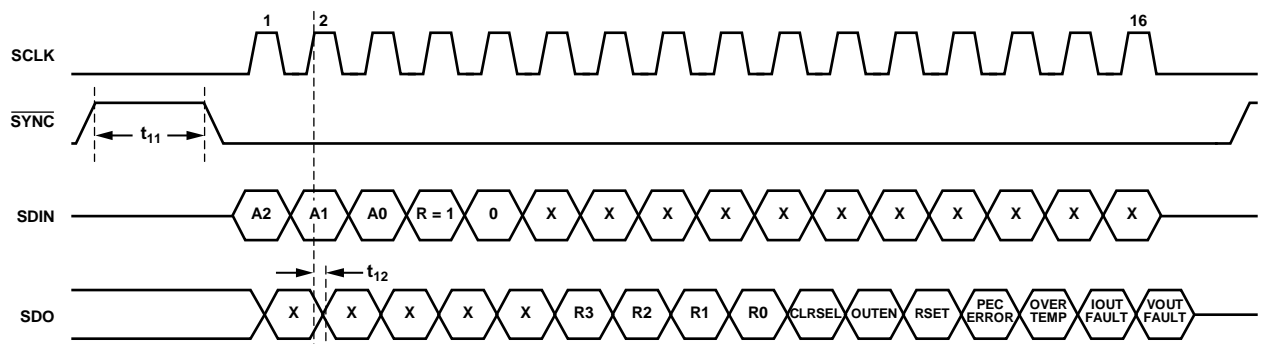 1 2 16
SCLK
SYNC
t11
SDIN A2 A1 A0 R = 1 0 X X X X X X X X X X X
t12
SDO X X X X X R3 R2 R1 R0 CLRSEL OUTEN RSET PEC ERROR OVER TEMP IOUT FAULT VOUT FAULT